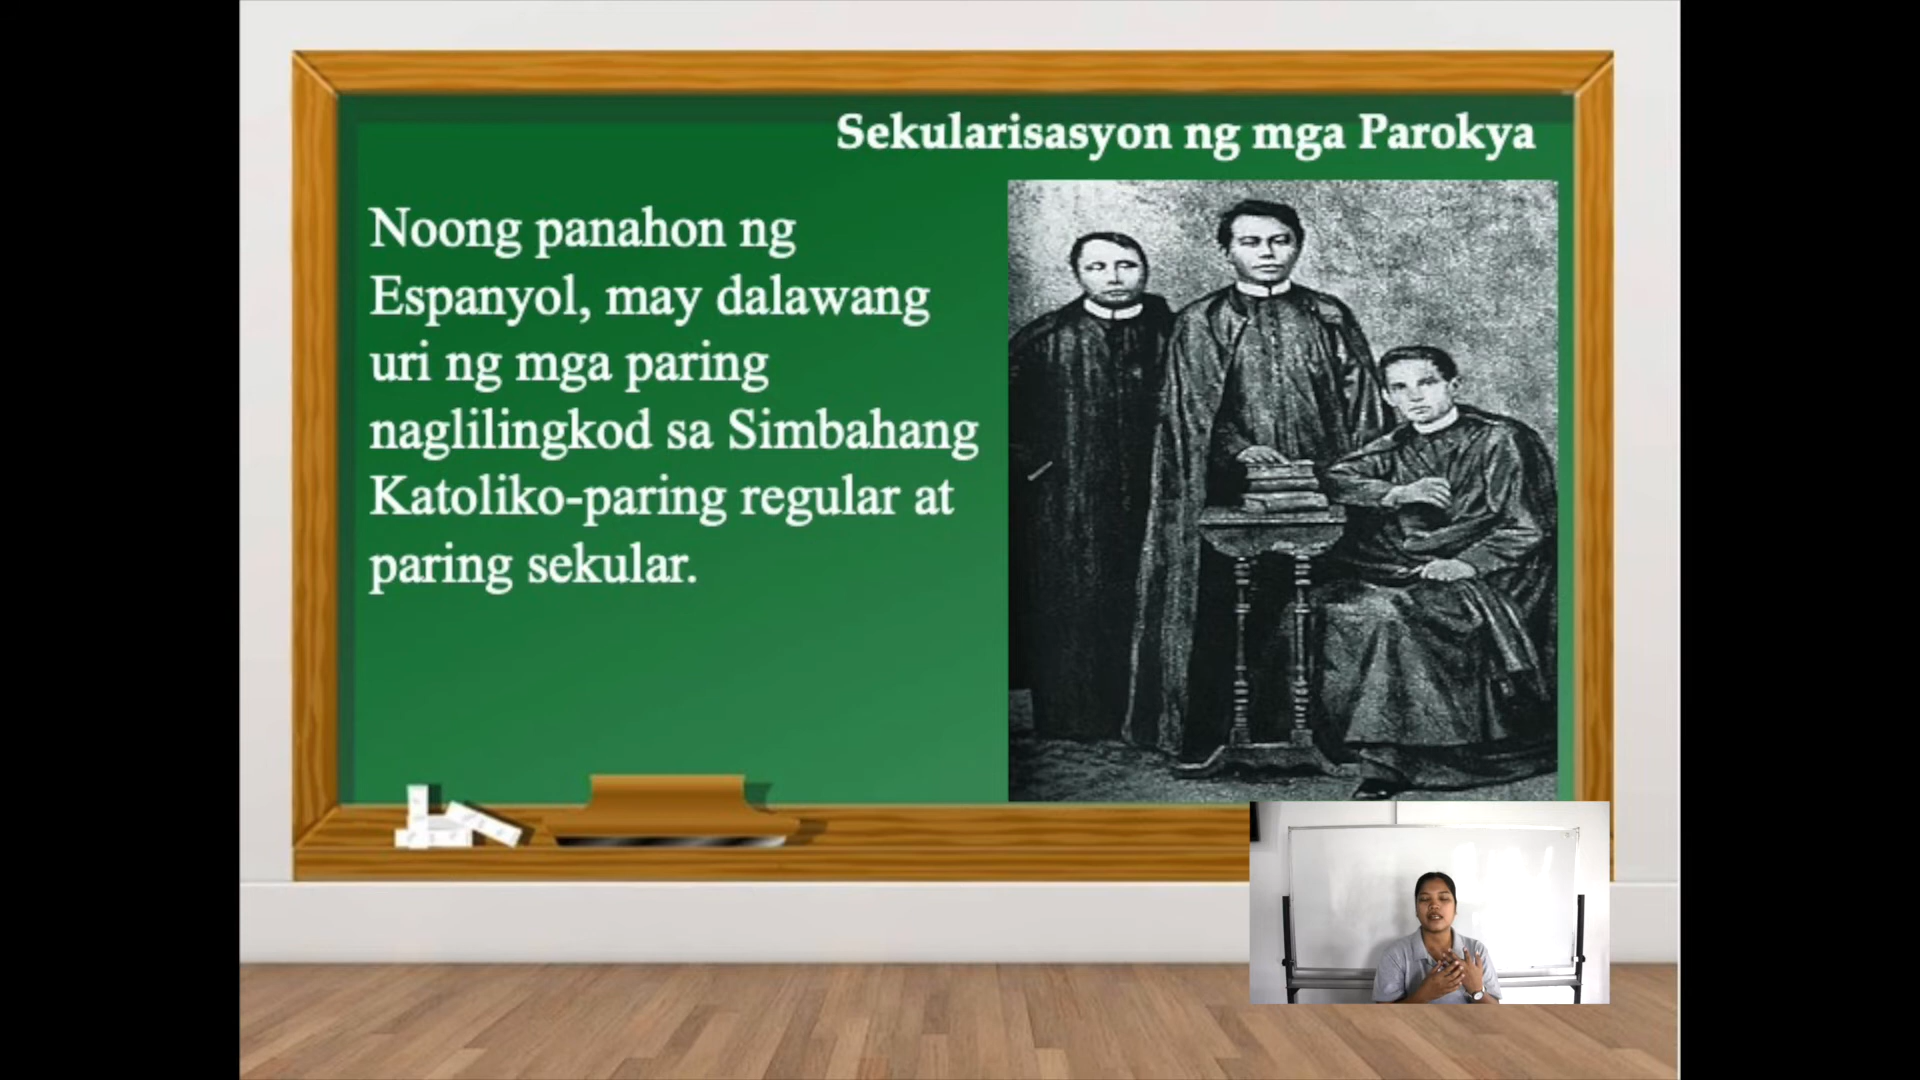 Sekularisasyon ng mga Parokya
Noong panahon ng
Espanyol, may dalawang
uri ng mga paring
naglilingkod sa Simbahang
Katoliko-paring regular at
paring sekular.